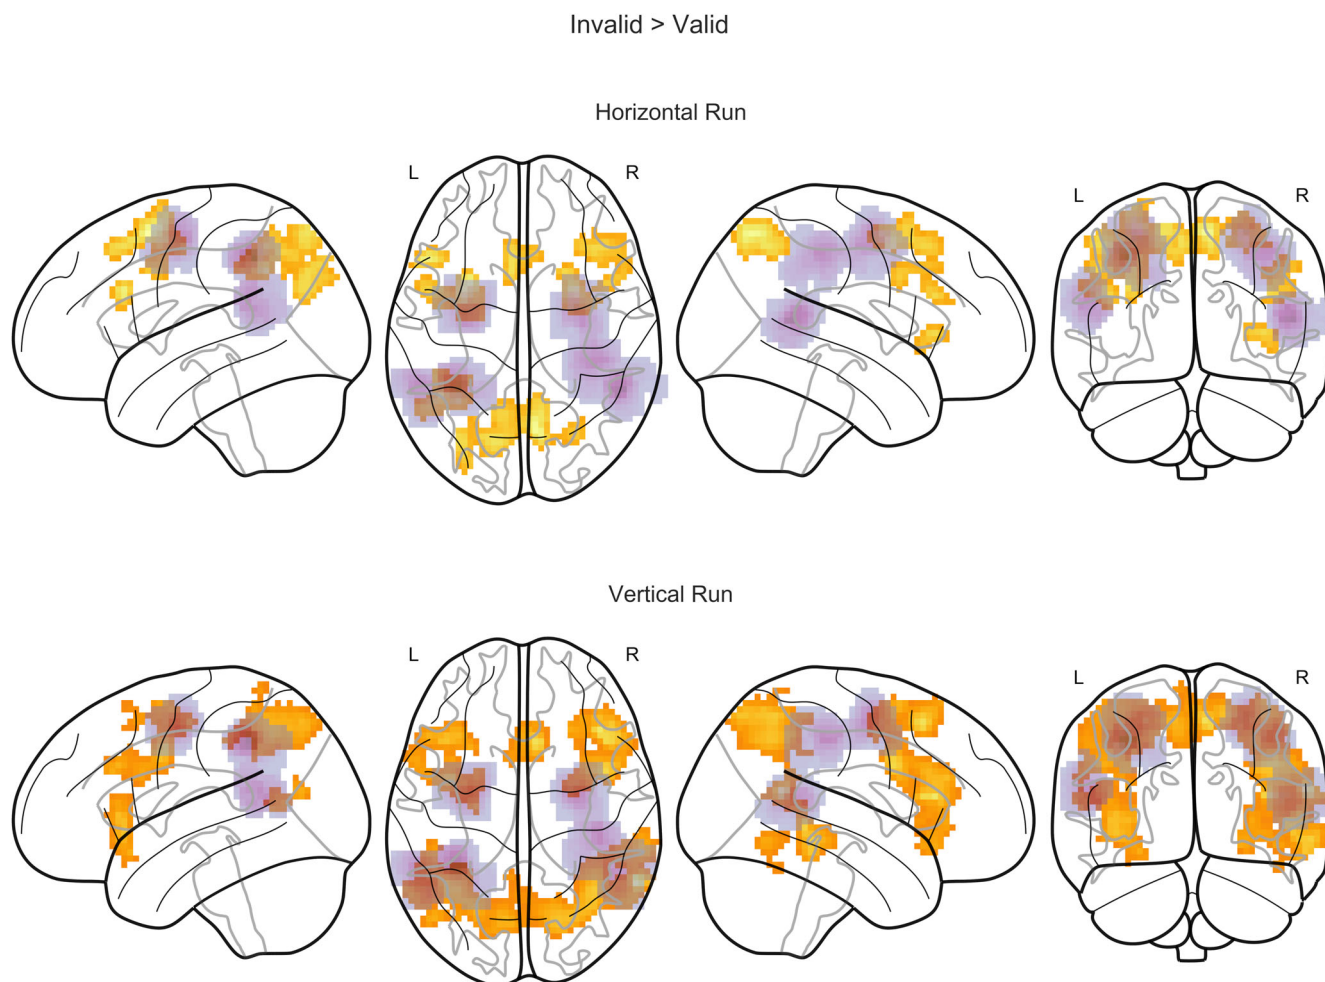 Invalid > Valid
Horizontal Run
L R L R
Vertical Run
L R L R